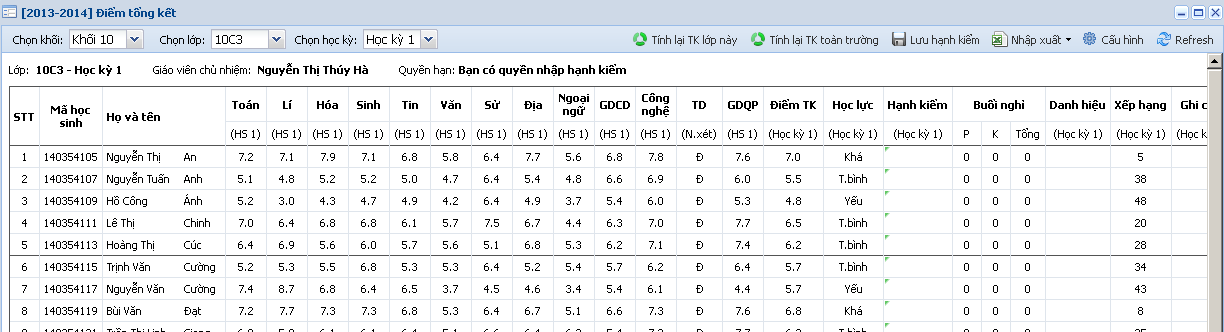 [2013-2014] Điểm tổng kết
Chọn khối: Khối 10 Chọn lớp: 10C3 Chọn học kỳ: Học kỳ 1 Tính lại TK lớp này Tính lại TK toàn trường Lưu hạnh kiểm Nhập xuất Cấu hình Refresh
Lớp: 10C3 - Học kỳ 1 Giáo viên chủ nhiệm: Nguyễn Thị Thúy Hà Quyền hạn: Bạn có quyền nhập hạnh kiểm
STT Mã học sinh Họ và tên Toán Lí Hóa Sinh Tin Văn Sử Địa Ngoại ngữ GDCD Công nghệ TD GDQP Điểm TK Học lực Hạnh kiểm Buổi nghỉ Danh hiệu Xếp hạng Ghi c
(HS 1) (HS 1) (HS 1) (HS 1) (HS 1) (HS 1) (HS 1) (HS 1) (HS 1) (HS 1) (HS 1) (N.xét) (HS 1) (Học kỳ 1) (Học kỳ 1) (Học kỳ 1) P K Tổng (Học kỳ 1) (Học kỳ 1) (Học k
1 140354105 Nguyễn Thị An 7.2 7.1 7.9 7.1 6.8 5.8 6.4 7.7 5.6 6.8 7.8 Đ 7.6 7.0 Khá 0 0 0 5
2 140354107 Nguyễn Tuấn Anh 5.1 4.8 5.2 5.2 5.0 4.7 6.4 5.4 4.8 6.6 6.9 Đ 6.0 5.5 T.bình 0 0 0 38
3 140354109 Hồ Công Ánh 5.2 3.0 4.3 4.7 4.9 4.2 6.4 4.9 3.7 5.4 6.0 Đ 5.3 4.8 Yếu 0 0 0 48
4 140354111 Lê Thị Chinh 7.0 6.4 6.8 6.8 6.1 5.7 7.5 6.7 4.4 6.3 7.0 Đ 7.7 6.5 T.bình 0 0 0 20
5 140354113 Hoàng Thị Cúc 6.4 6.9 5.6 6.0 5.7 5.6 5.1 6.8 5.3 6.2 7.1 Đ 7.4 6.2 T.bình 0 0 0 28
6 140354115 Trịnh Văn Cường 5.2 5.3 5.5 6.8 5.3 5.3 6.4 5.2 5.4 5.7 6.2 Đ 6.4 5.7 T.bình 0 0 0 34
7 140354117 Nguyễn Văn Cường 7.4 8.7 6.8 6.4 6.5 3.7 4.5 4.6 3.4 5.4 6.1 Đ 4.4 5.7 Yếu 0 0 0 43
8 140354119 Bùi Văn Đạt 7.2 7.7 7.3 7.3 6.8 5.3 6.4 6.7 5.1 6.6 7.3 Đ 7.6 6.8 Khá 0 0 0 8